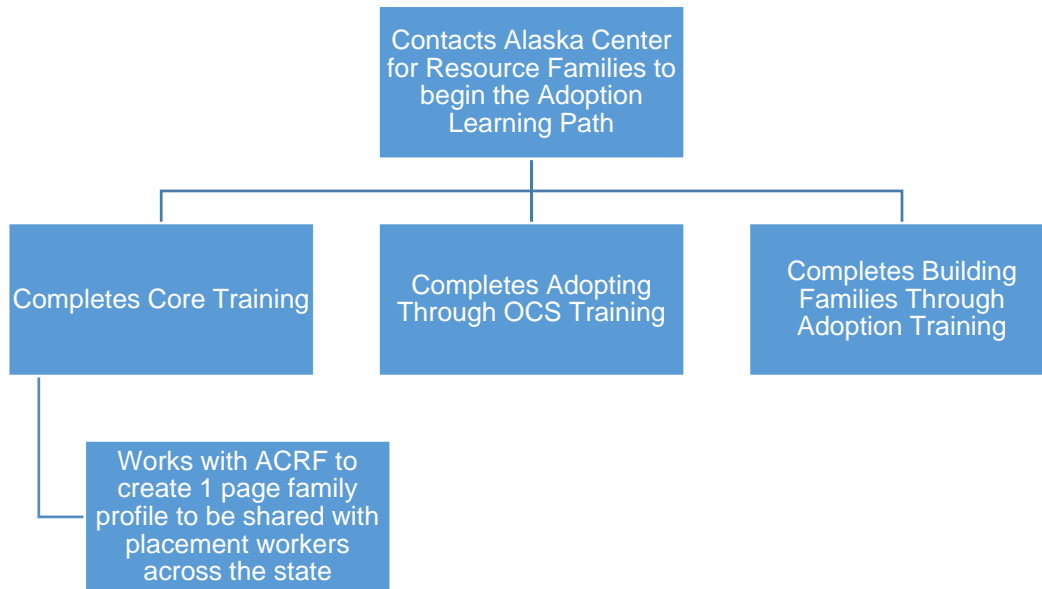 Contacts Alaska Center
for Resource Families to
begin the Adoption
Learning Path
Completes Core Training
Completes Adopting
Through OCS Training
Completes Building
Families Through
Adoption Training
Works with ACRF to
create 1 page family
profile to be shared with
placement workers
across the state